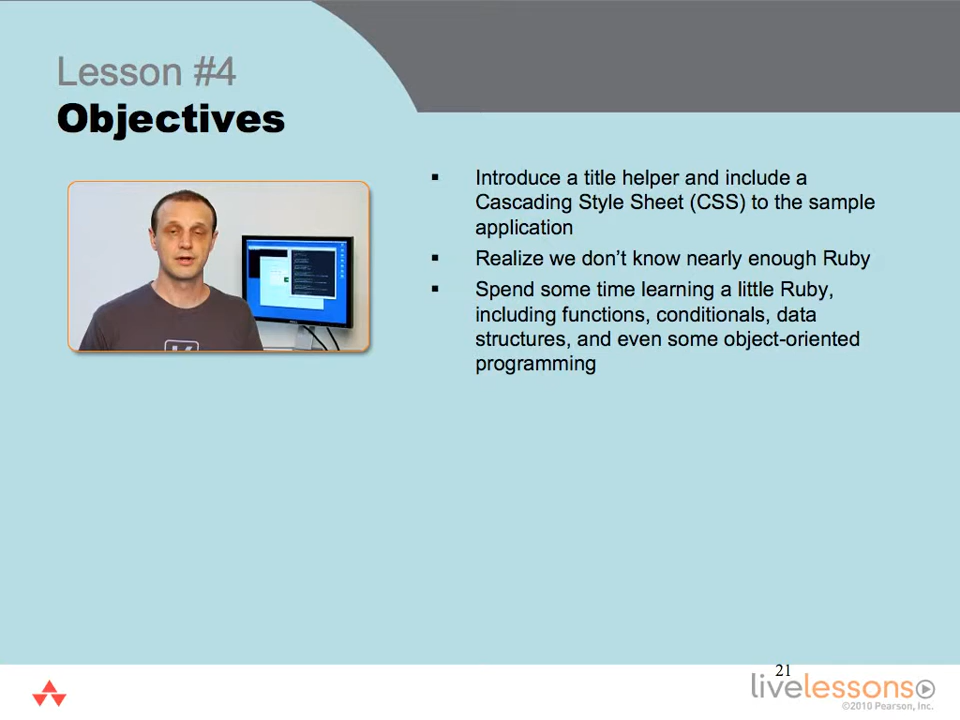 Lesson #4
Objectives
▪ Introduce a title helper and include a
Cascading Style Sheet (CSS) to the sample
application
▪ Realize we don’t know nearly enough Ruby
▪ Spend some time learning a little Ruby,
including functions, conditionals, data
structures, and even some object-oriented
programming
21
livelessons
©2010 Pearson, Inc.